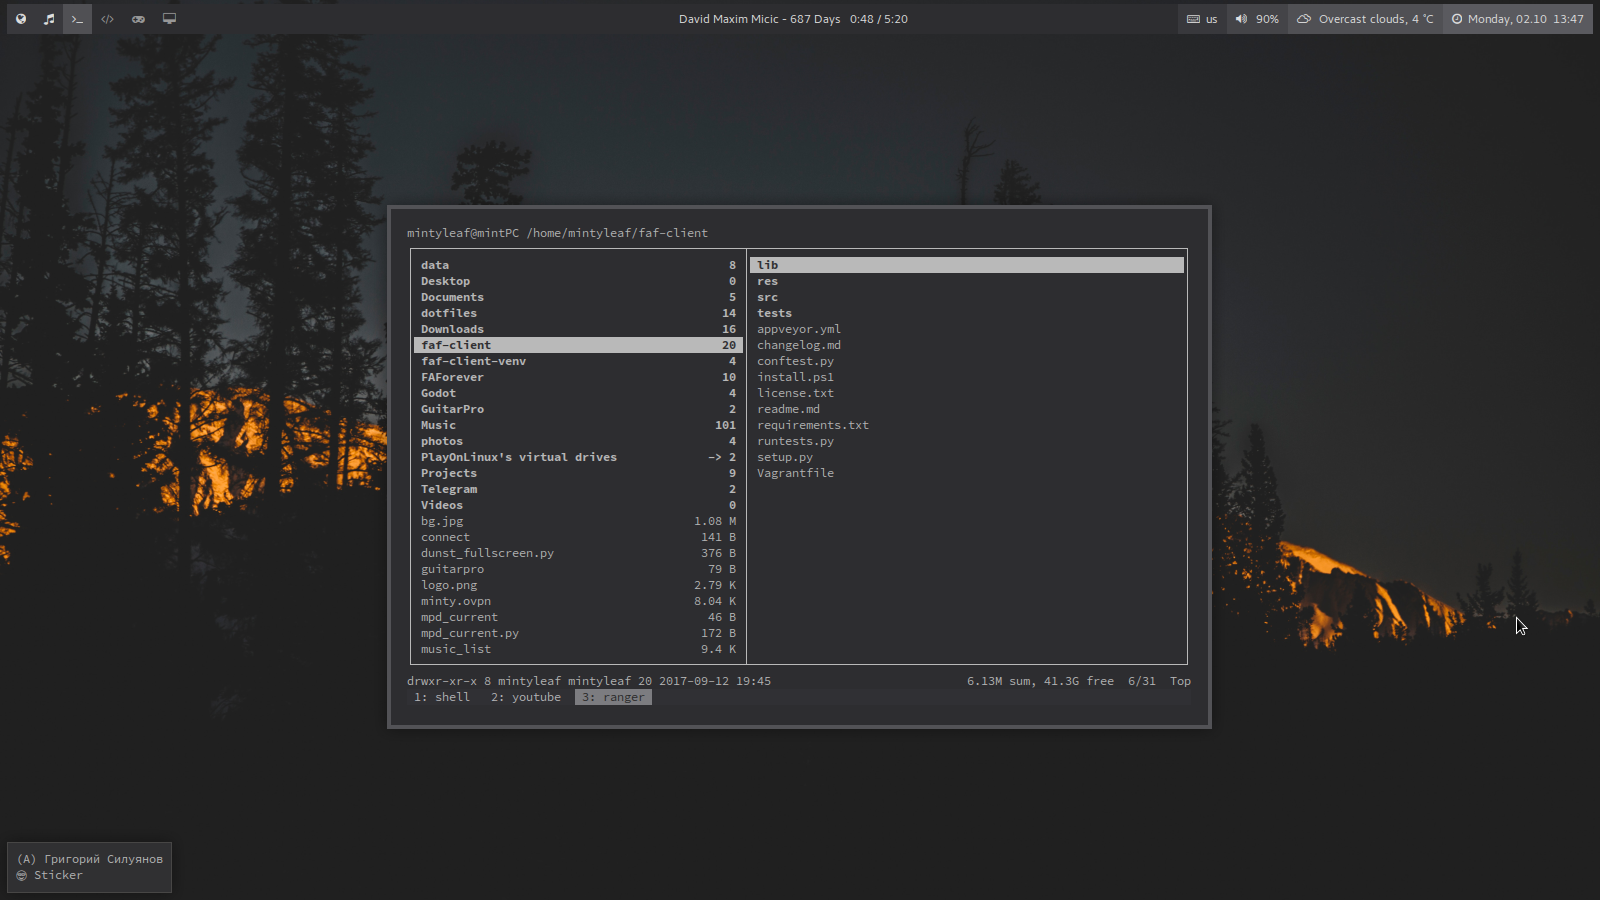 David Maxim Micic - 687 Days 0:48 / 5:20
us 90% Overcast clouds, 4 °C Monday, 02.10 13:47
mintyleaf@mintPC /home/mintyleaf/faf-client
data 8
Desktop 0
Documents 5
dotfiles 14
Downloads 16
faf-client 20
faf-client-venv 4
FAForever 10
Godot 4
GuitarPro 2
Music 101
photos 4
PlayOnLinux's virtual drives -> 2
Projects 9
Telegram 2
Videos 0
bg.jpg 1.08 M
connect 141 B
dunst_fullscreen.py 376 B
guitarpro 79 B
logo.png 2.79 K
minty.ovpn 8.04 K
mpd_current 46 B
mpd_current.py 172 B
music_list 9.4 K
lib
res
src
tests
appveyor.yml
changelog.md
conftest.py
install.ps1
license.txt
readme.md
requirements.txt
runtests.py
setup.py
Vagrantfile
drwxr-xr-x 8 mintyleaf mintyleaf 20 2017-09-12 19:45 6.13M sum, 41.3G free 6/31 Top
1: shell 2: youtube 3: ranger
(A) Григорий Силуянов
😎 Sticker